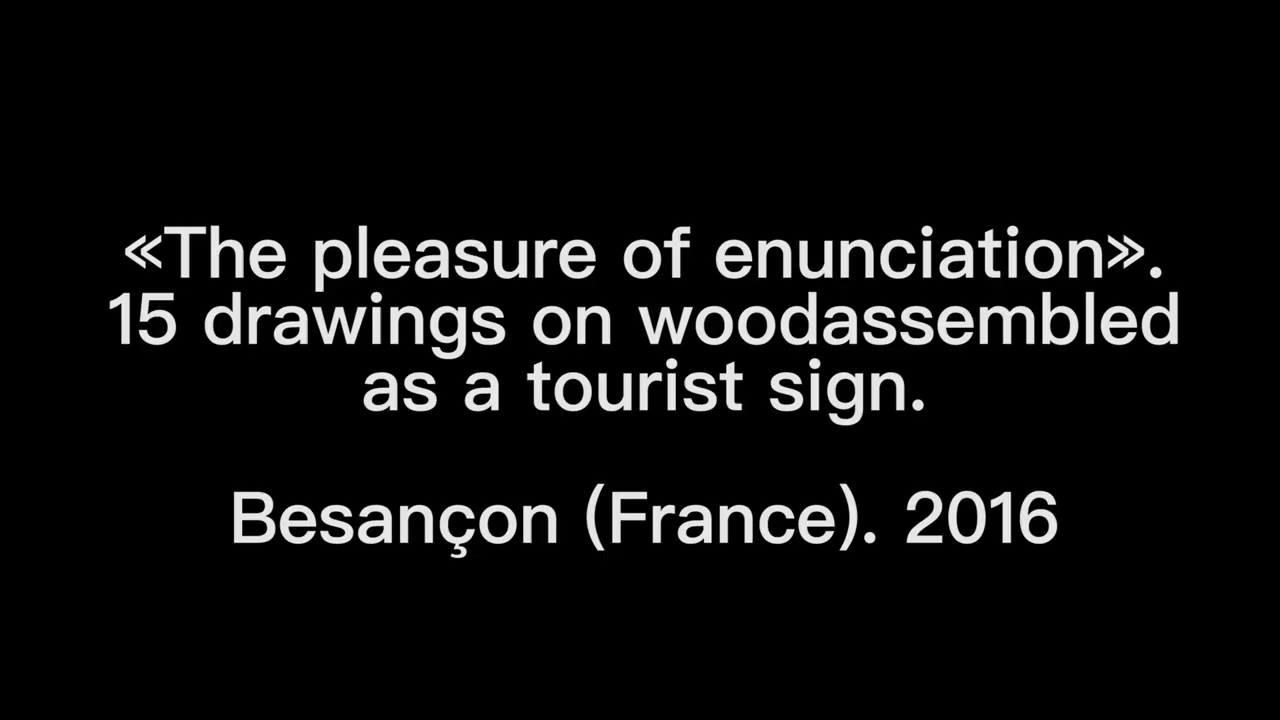 «The pleasure of enunciation».
15 drawings on woodassembled
as a tourist sign.
Besançon (France). 2016